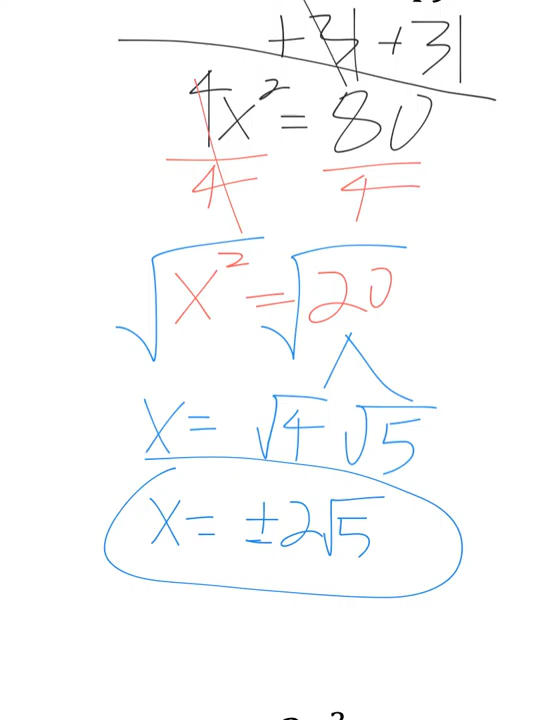 +31 +31
4x² = 80
4 4
√x² = √20
x = √4 √5
x = ±2√5